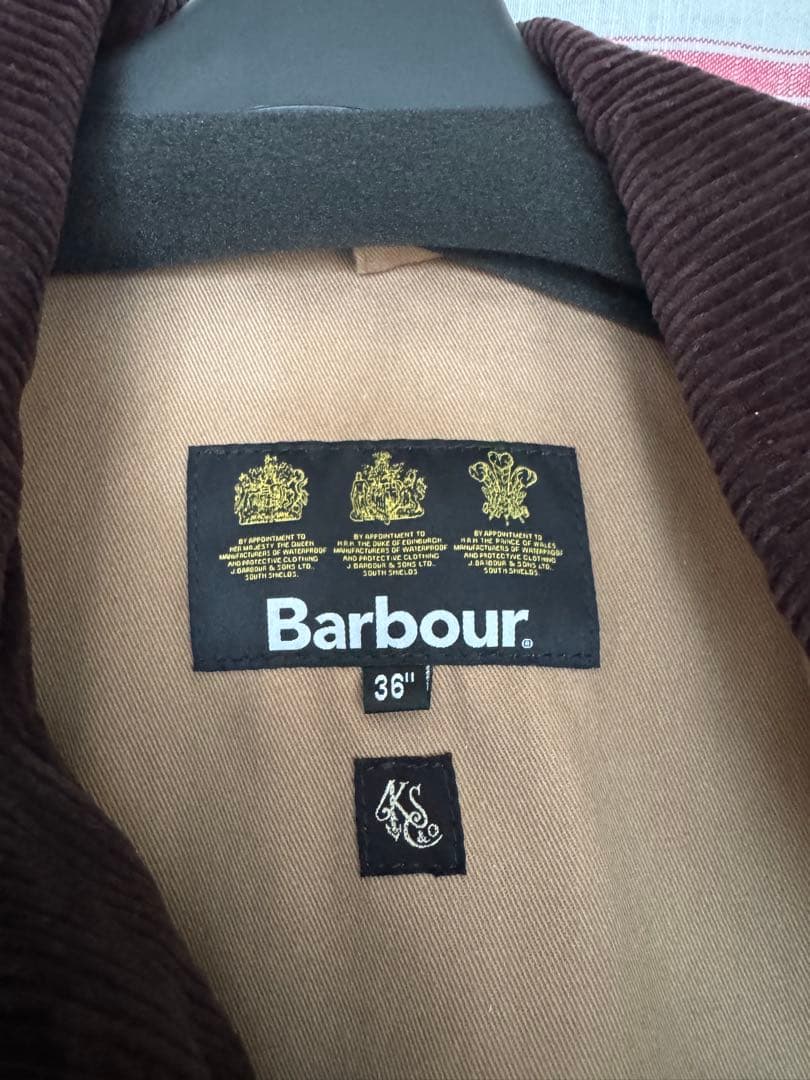 BY APPOINTMENT TO
HER MAJESTY THE QUEEN
MANUFACTURERS OF WATERPROOF
AND PROTECTIVE CLOTHING
J. BARBOUR & SONS LTD.
SOUTH SHIELDS.
BY APPOINTMENT TO
H.R.H. THE DUKE OF EDINBURGH
MANUFACTURERS OF WATERPROOF
AND PROTECTIVE CLOTHING
J. BARBOUR & SONS LTD.
SOUTH SHIELDS
BY APPOINTMENT TO
H.R.H. THE PRINCE OF WALES
MANUFACTURERS OF WATERPROOF
AND PROTECTIVE CLOTHING
J. BARBOUR & SONS LTD.
SOUTH SHIELDS.
Barbour®
36"